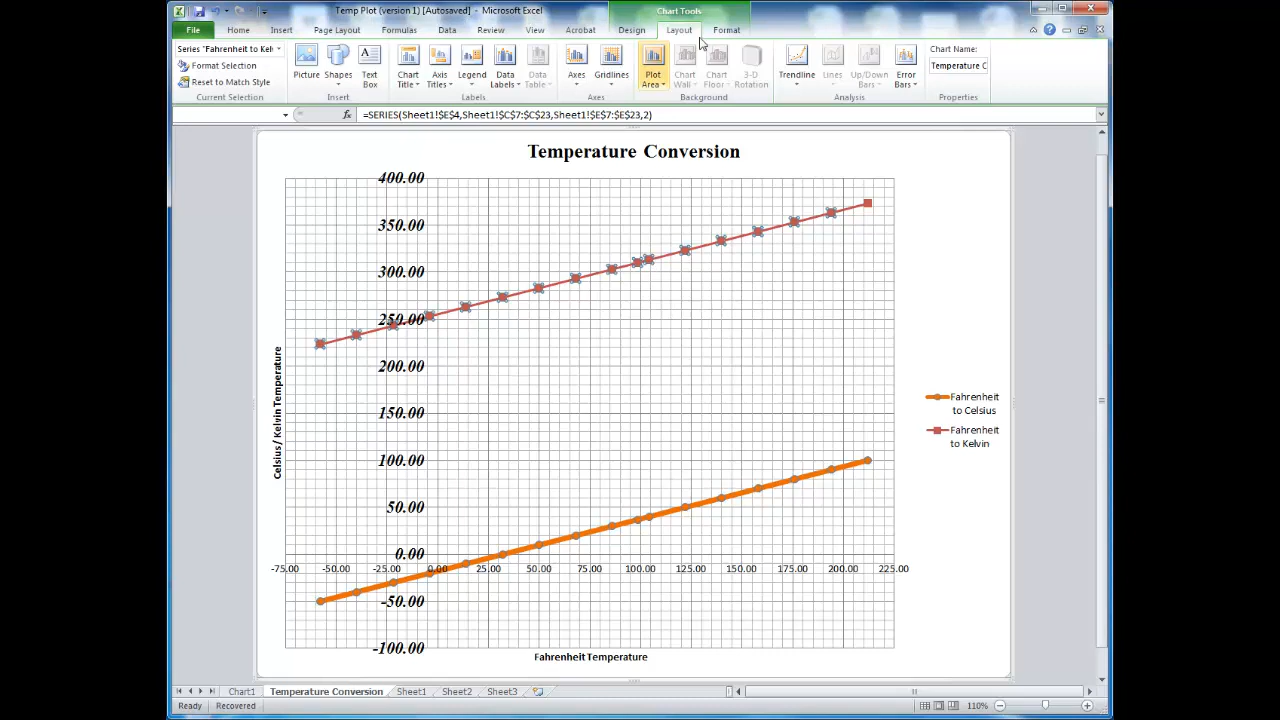 Temp Plot (version 1) [Autosaved] - Microsoft Excel
Chart Tools
File Home Insert Page Layout Formulas Data Review View Acrobat Design Layout Format
Series "Fahrenheit to Kelv
Format Selection
Reset to Match Style
Current Selection
Picture Shapes Text Box
Insert
Chart Title Axis Titles Legend Data Labels Data Table
Labels
Axes Gridlines
Axes
Plot Area Chart Wall Chart Floor 3-D Rotation
Background
Trendline Lines Up/Down Bars Error Bars
Analysis
Chart Name:
Temperature C
Properties
fx =SERIES(Sheet1!$E$4,Sheet1!$C$7:$C$23,Sheet1!$E$7:$E$23,2)
Temperature Conversion
400.00
350.00
300.00
250.00
200.00
150.00
100.00
50.00
0.00
-50.00
-100.00
-75.00 -50.00 -25.00 0.00 25.00 50.00 75.00 100.00 125.00 150.00 175.00 200.00 225.00
Celsius / Kelvin Temperature
Fahrenheit Temperature
Fahrenheit
to Celsius
Fahrenheit
to Kelvin
Chart1 Temperature Conversion Sheet1 Sheet2 Sheet3
Ready Recovered 110%